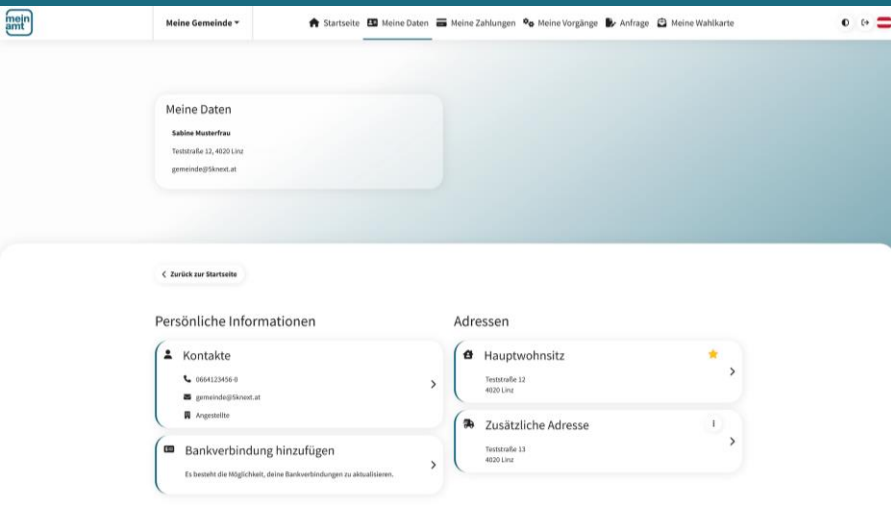 mein
amt
Meine Gemeinde
Startseite
Meine Daten
Meine Zahlungen
Meine Vorgänge
Anfrage
Meine Wahlkarte
Meine Daten
Sabine Musterfrau
Teststraße 12, 4020 Linz
gemeinde@5knext.at
Zurück zur Startseite
Persönliche Informationen
Kontakte
0664123456-0
gemeinde@5knext.at
Angestellte
Bankverbindung hinzufügen
Es besteht die Möglichkeit, deine Bankverbindungen zu aktualisieren.
Adressen
Hauptwohnsitz
Teststraße 12
4020 Linz
Zusätzliche Adresse
Teststraße 13
4020 Linz